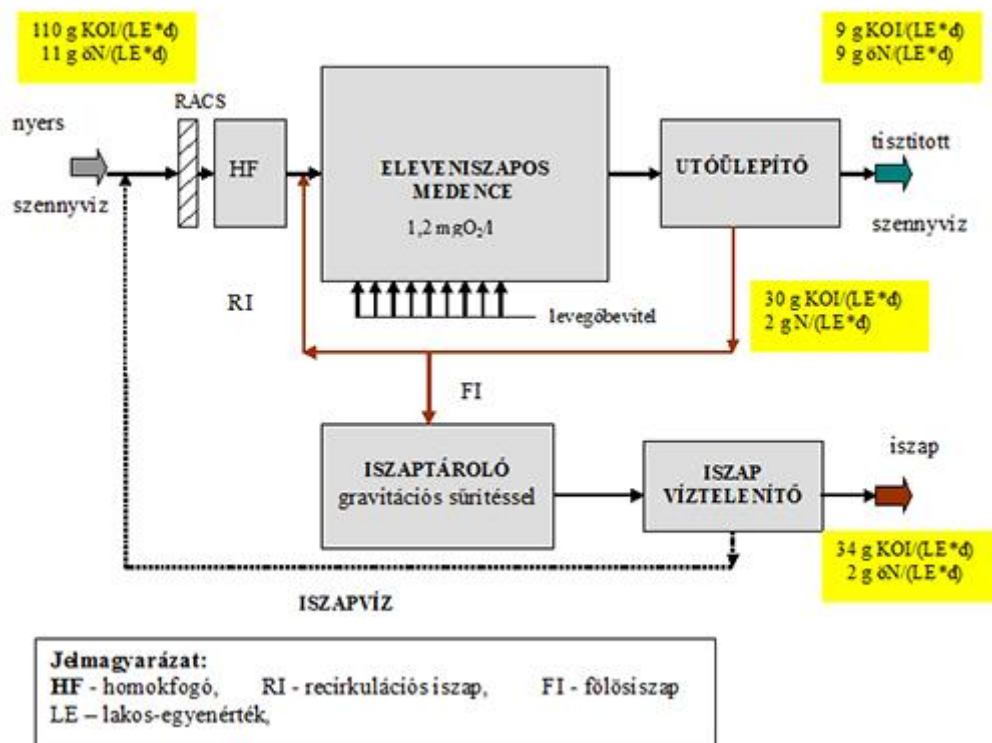 110 g KOI/(LE*d)
11 g öN/(LE*d)
9 g KOI/(LE*d)
9 g öN/(LE*d)
RACS
nyers
szennyvíz
HF
ELEVENISZAPOS
MEDENCE
1,2 mgO₂/l
UTÓÜLEPÍTŐ
tisztított
szennyvíz
RI
levegőbevitel
30 g KOI/(LE*d)
2 g N/(LE*d)
FI
ISZAPTÁROLÓ
gravitációs sűrítéssel
ISZAP
VÍZTELENÍTŐ
iszap
34 g KOI/(LE*d)
2 g öN/(LE*d)
ISZAPVÍZ
Jelmagyarázat:
HF - homokfogó, RI - recirkulációs iszap, FI - fölösiszap
LE – lakos-egyenérték,